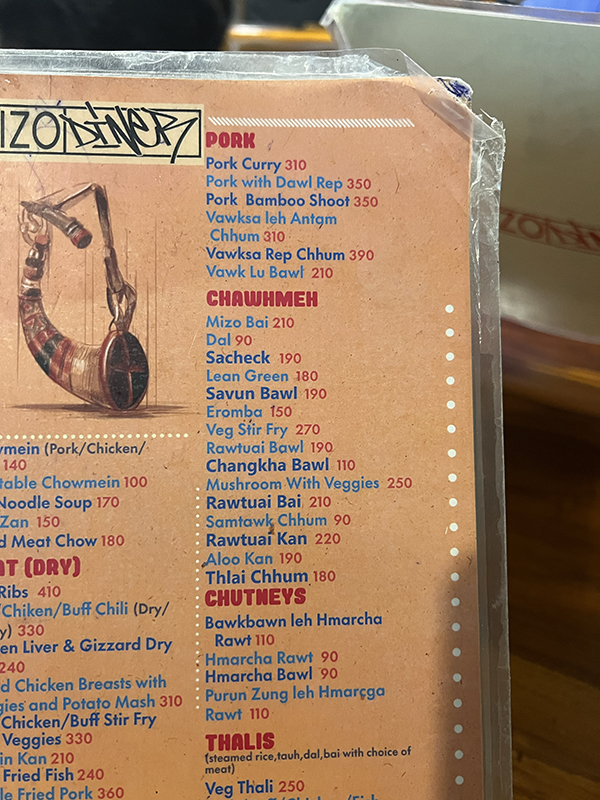 IZO DINER
ymein (Pork/Chicken/
140
table Chowmein 100
Noodle Soup 170
Zan 150
d Meat Chow 180
AT (DRY)
Ribs 410
/Chiken/Buff Chili (Dry/
y) 330
en Liver & Gizzard Dry
240
d Chicken Breasts with
gies and Potato Mash 310
Chicken/Buff Stir Fry
Veggies 330
in Kan 210
Fried Fish 240
le Fried Pork 360
PORK
Pork Curry 310
Pork with Dawl Rep 350
Pork Bamboo Shoot 350
Vawksa leh Antam
Chhum 310
Vawksa Rep Chhum 390
Vawk Lu Bawl 210
CHAWHMEH
Mizo Bai 210
Dal 90
Sacheck 190
Lean Green 180
Savun Bawl 190
Eromba 150
Veg Stir Fry 270
Rawtuai Bawl 190
Changkha Bawl 110
Mushroom With Veggies 250
Rawtuai Bai 210
Samtawk Chhum 90
Rawtuai Kan 220
Aloo Kan 190
Thlai Chhum 180
CHUTNEYS
Bawkbawn leh Hmarcha
Rawt 110
Hmarcha Rawt 90
Hmarcha Bawl 90
Purun Zung leh Hmarcga
Rawt 110
THALIS
(steamed rice,tauh,dal,bai with choice of
meat)
Veg Thali 250